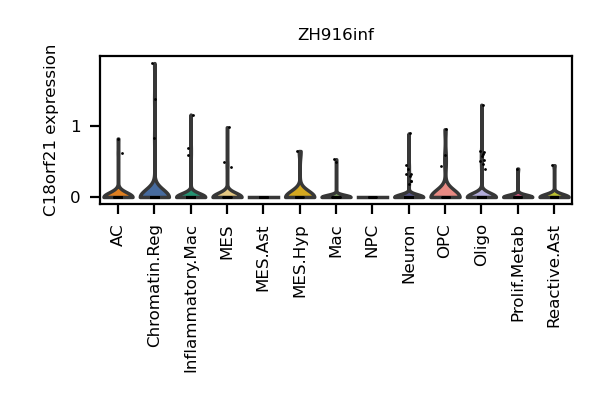 ZH916inf
C18orf21 expression
1
0
AC
Chromatin.Reg
Inflammatory.Mac
MES
MES.Ast
MES.Hyp
Mac
NPC
Neuron
OPC
Oligo
Prolif.Metab
Reactive.Ast